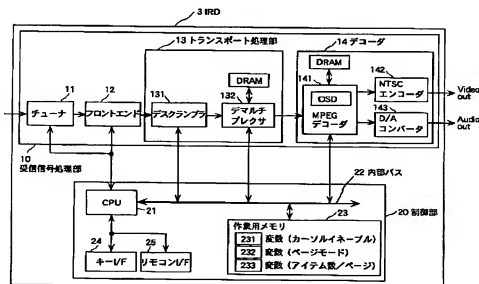 3 IRD
13 トランスポート処理部
14 デコーダ
DRAM
DRAM
11
12
131
132
141
142
チューナ
フロントエンド
デスクランブラ
デマルチ
プレクサ
OSD
MPEG
デコーダ
NTSC
エンコーダ
Video
out
143
D/A
コンバータ
Audio
out
10
受信信号処理部
22 内部バス
CPU
21
23
20 制御部
作業用メモリ
231 変数(カーソルイネーブル)
232 変数(ページモード)
233 変数(アイテム数/ページ)
24
25
キーI/F
リモコンI/F